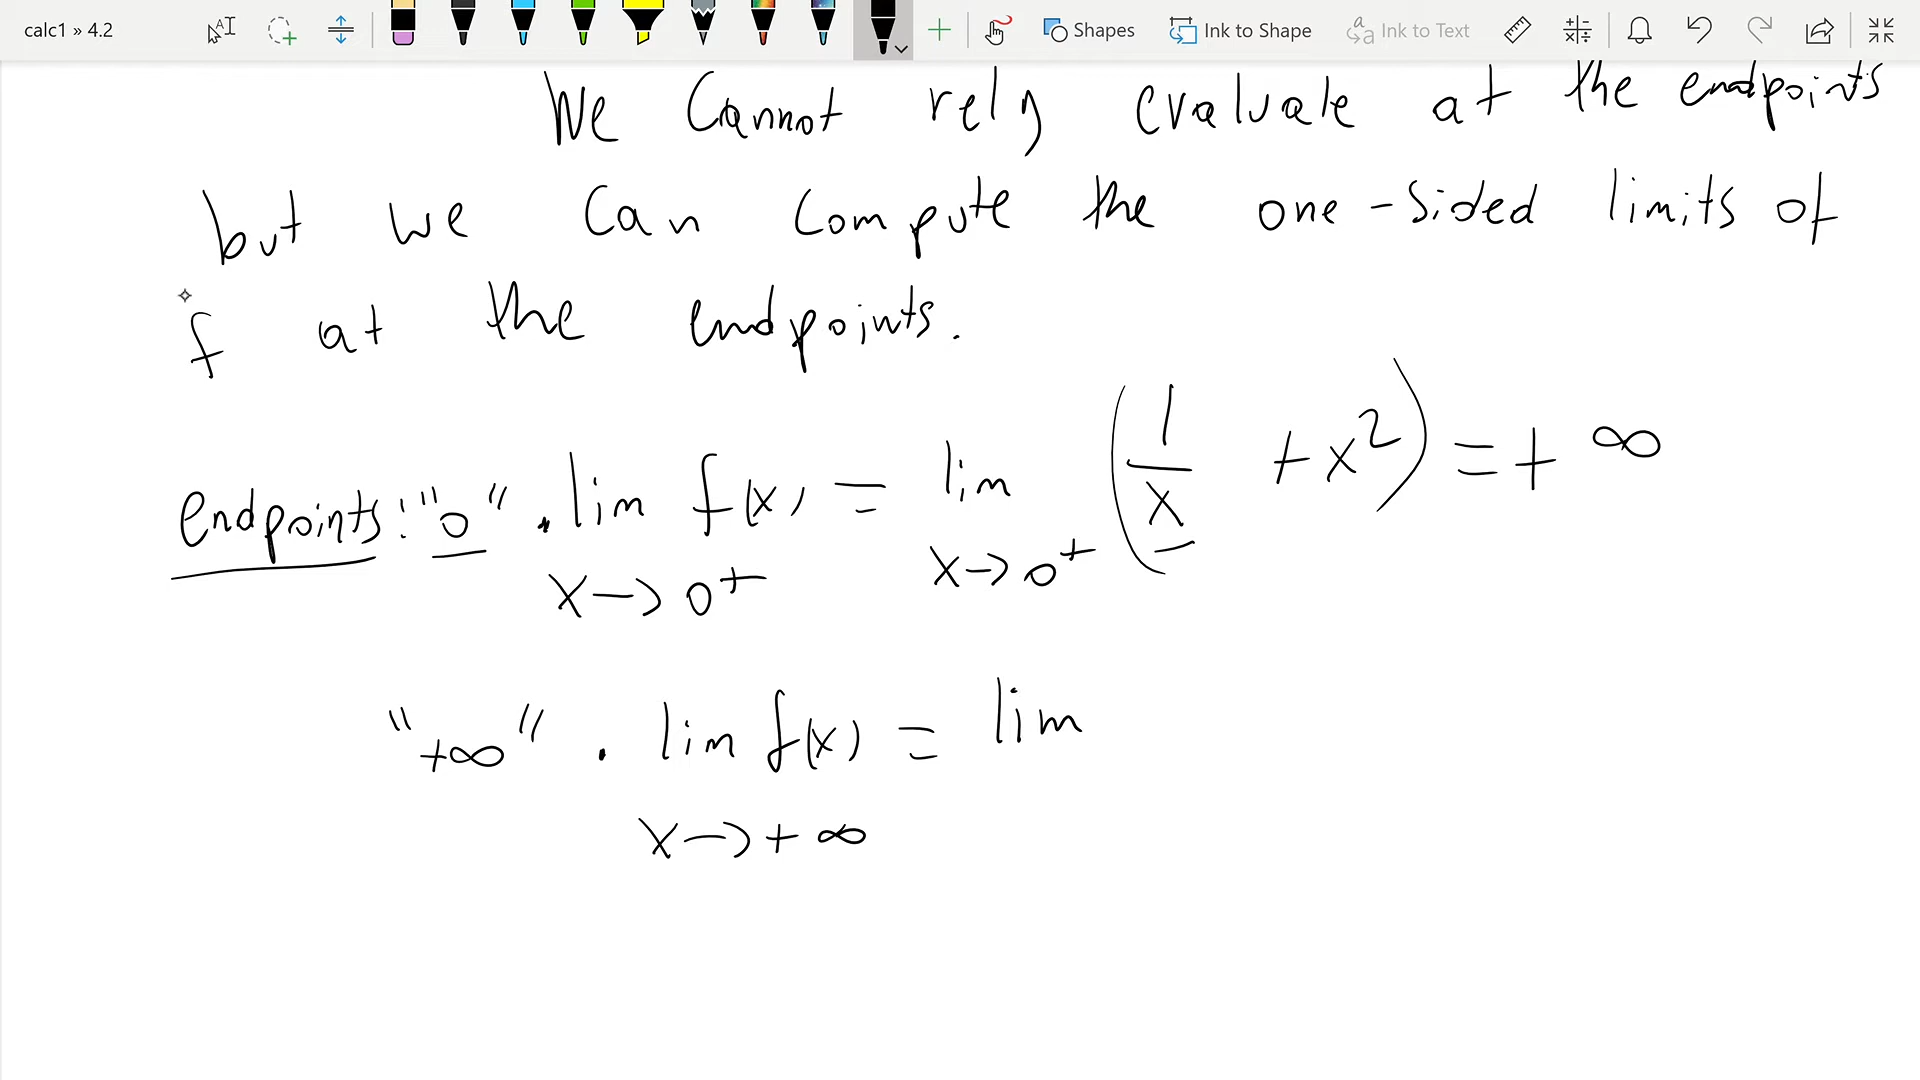 calc1 » 4.2 Shapes Ink to Shape Ink to Text
We cannot rely evaluate at the endpoints
but we can compute the one-sided limits of
f at the endpoints.
endpoints: "0" . lim f(x) = lim (1/x + x²) = + ∞
x → 0⁺ x → 0⁺
"+∞" . lim f(x) = lim
x → + ∞